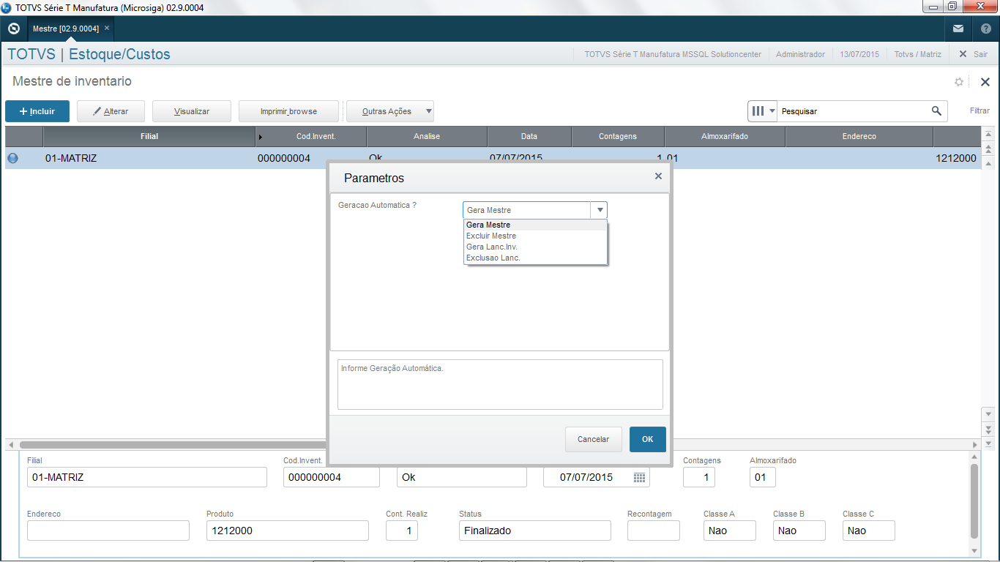 TOTVS Série T Manufatura (Microsiga) 02.9.0004
Mestre [02.9.0004]
TOTVS | Estoque/Custos
TOTVS Série T Manufatura MSSQL Solutioncenter Administrador 13/07/2015 Totvs / Matriz Sair
Mestre de inventario
Incluir Alterar Visualizar Imprimir browse Outras Ações Pesquisar Filtrar
Filial Cod.Invent. Analise Data Contagens Almoxarifado Endereco
01-MATRIZ 000000004 Ok 07/07/2015 1 01 1212000
Parametros
Geracao Automatica ? Gera Mestre
Gera Mestre
Excluir Mestre
Gera Lanc.Inv.
Exclusao Lanc.
Informe Geração Automática.
Cancelar OK
Filial Cod.Invent. Contagens Almoxarifado
01-MATRIZ 000000004 Ok 07/07/2015 1 01
Endereco Produto Cont. Realiz Status Recontagem Classe A Classe B Classe C
1212000 1 Finalizado Nao Nao Nao